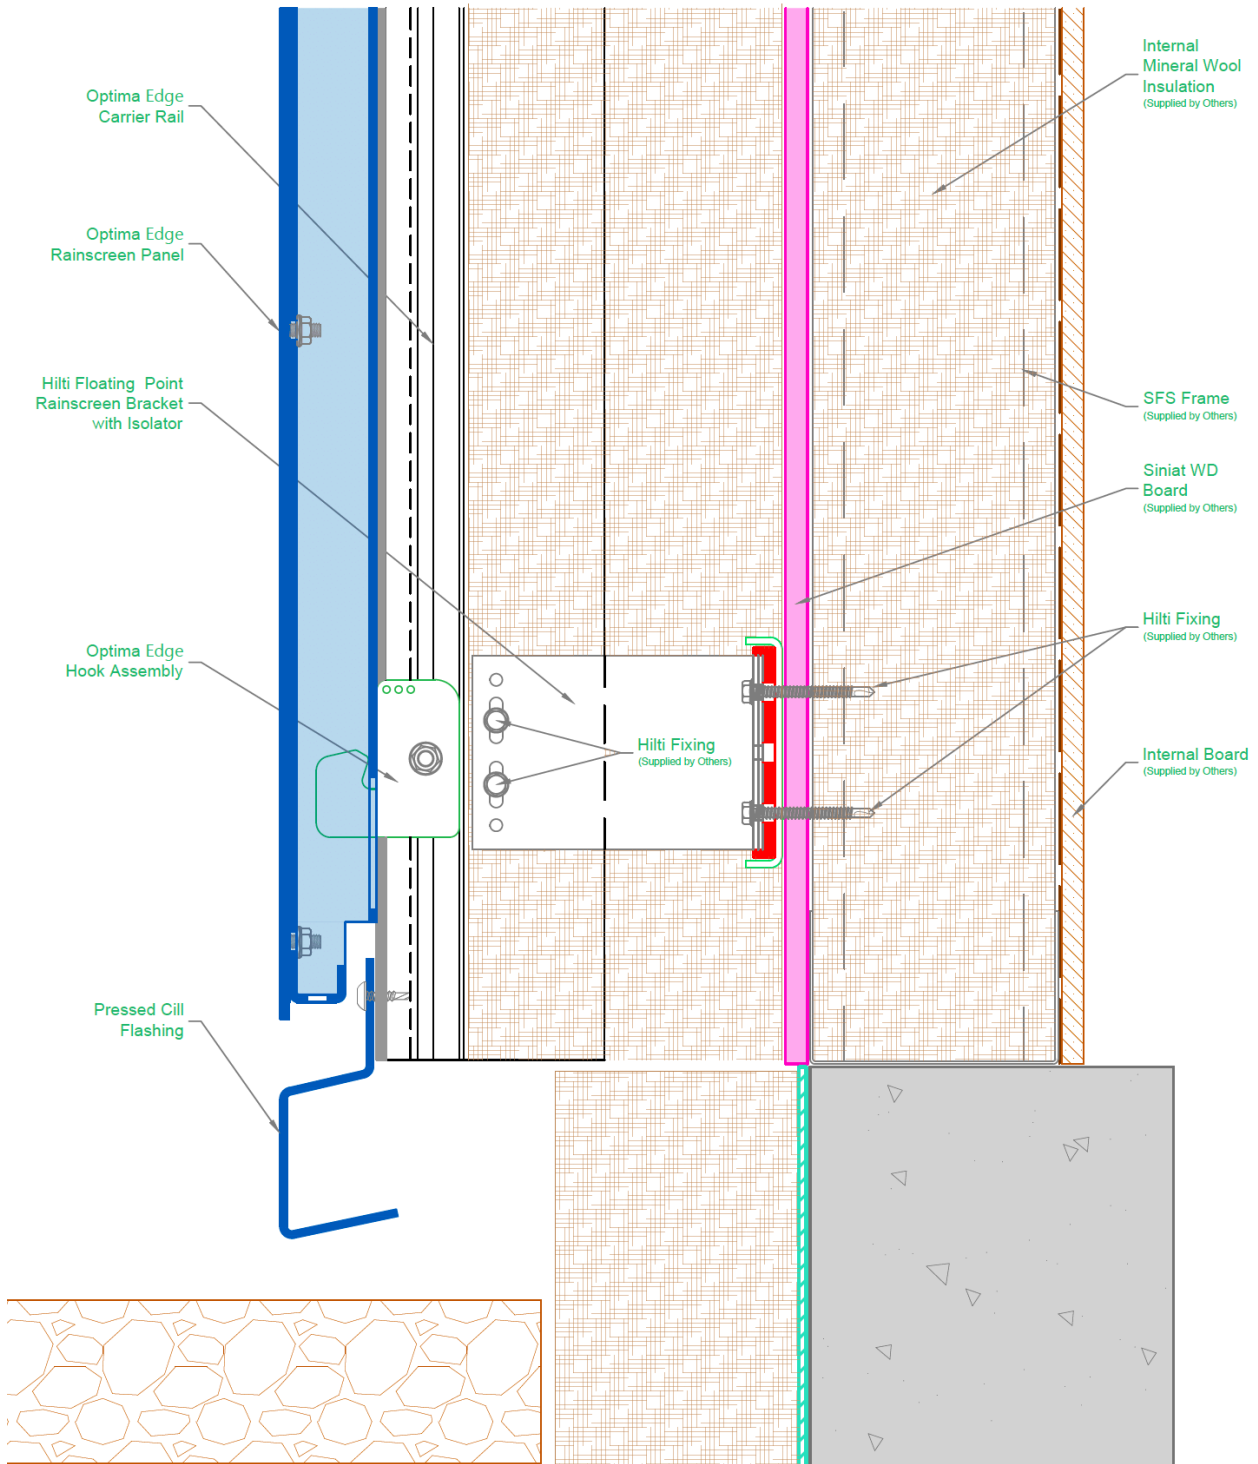 Optima Edge
Carrier Rail
Optima Edge
Rainscreen Panel
Hilti Floating Point
Rainscreen Bracket
with Isolator
Optima Edge
Hook Assembly
Pressed Cill
Flashing
Hilti Fixing
(Supplied by Others)
Internal
Mineral Wool
Insulation
(Supplied by Others)
SFS Frame
(Supplied by Others)
Siniat WD
Board
(Supplied by Others)
Hilti Fixing
(Supplied by Others)
Internal Board
(Supplied by Others)